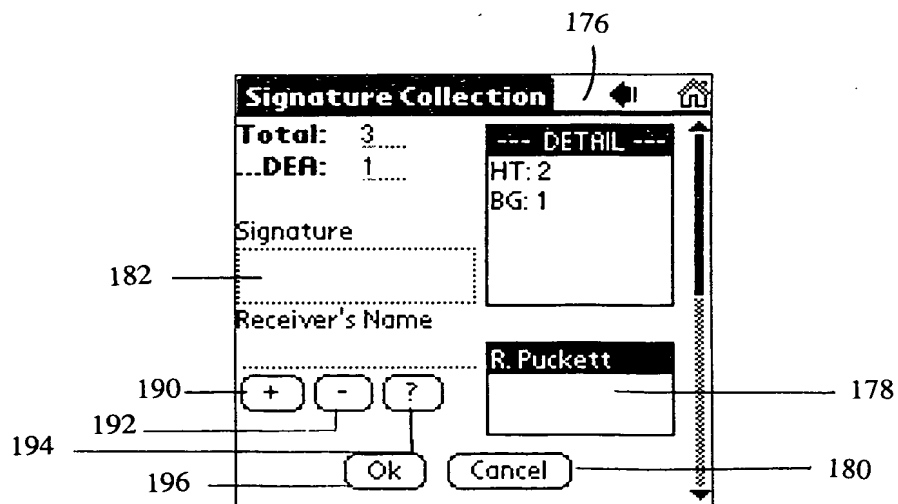 176
Signature Collection
Total: 3
...DEA: 1
--- DETAIL ---
HT: 2
BG: 1
Signature
182
Receiver's Name
R. Puckett
190
+ - ?
178
192
194
Ok Cancel
180
196